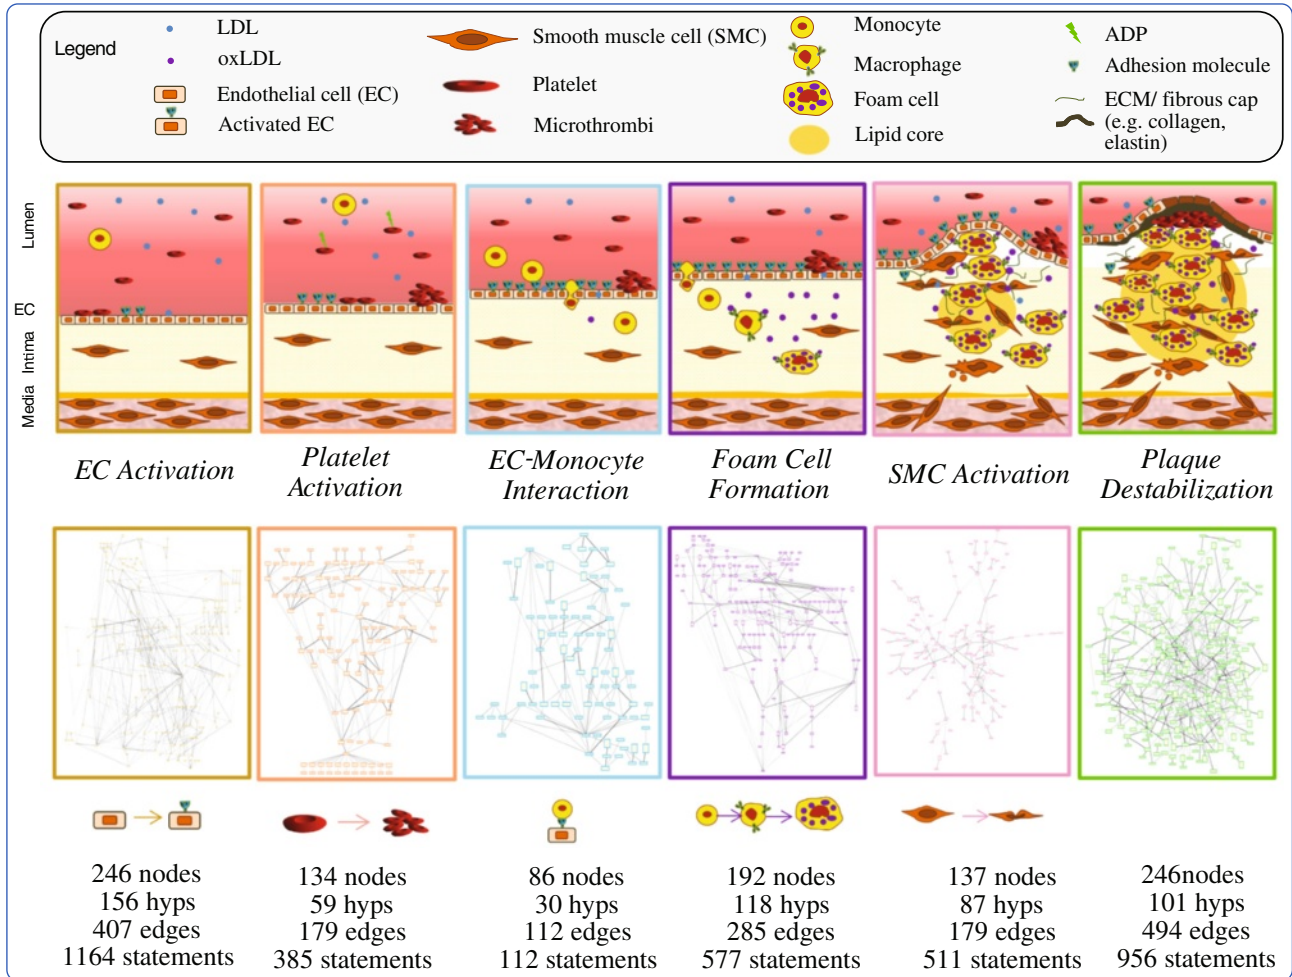 Legend
LDL
oxLDL
Endothelial cell (EC)
Activated EC
Smooth muscle cell (SMC)
Platelet
Microthrombi
Monocyte
Macrophage
Foam cell
Lipid core
ADP
Adhesion molecule
ECM/ fibrous cap
(e.g. collagen,
elastin)
Lumen
EC
Intima
Media
EC Activation
Platelet
Activation
EC-Monocyte
Interaction
Foam Cell
Formation
SMC Activation
Plaque
Destabilization
246 nodes
156 hyps
407 edges
1164 statements
134 nodes
59 hyps
179 edges
385 statements
86 nodes
30 hyps
112 edges
112 statements
192 nodes
118 hyps
285 edges
577 statements
137 nodes
87 hyps
179 edges
511 statements
246nodes
101 hyps
494 edges
956 statements